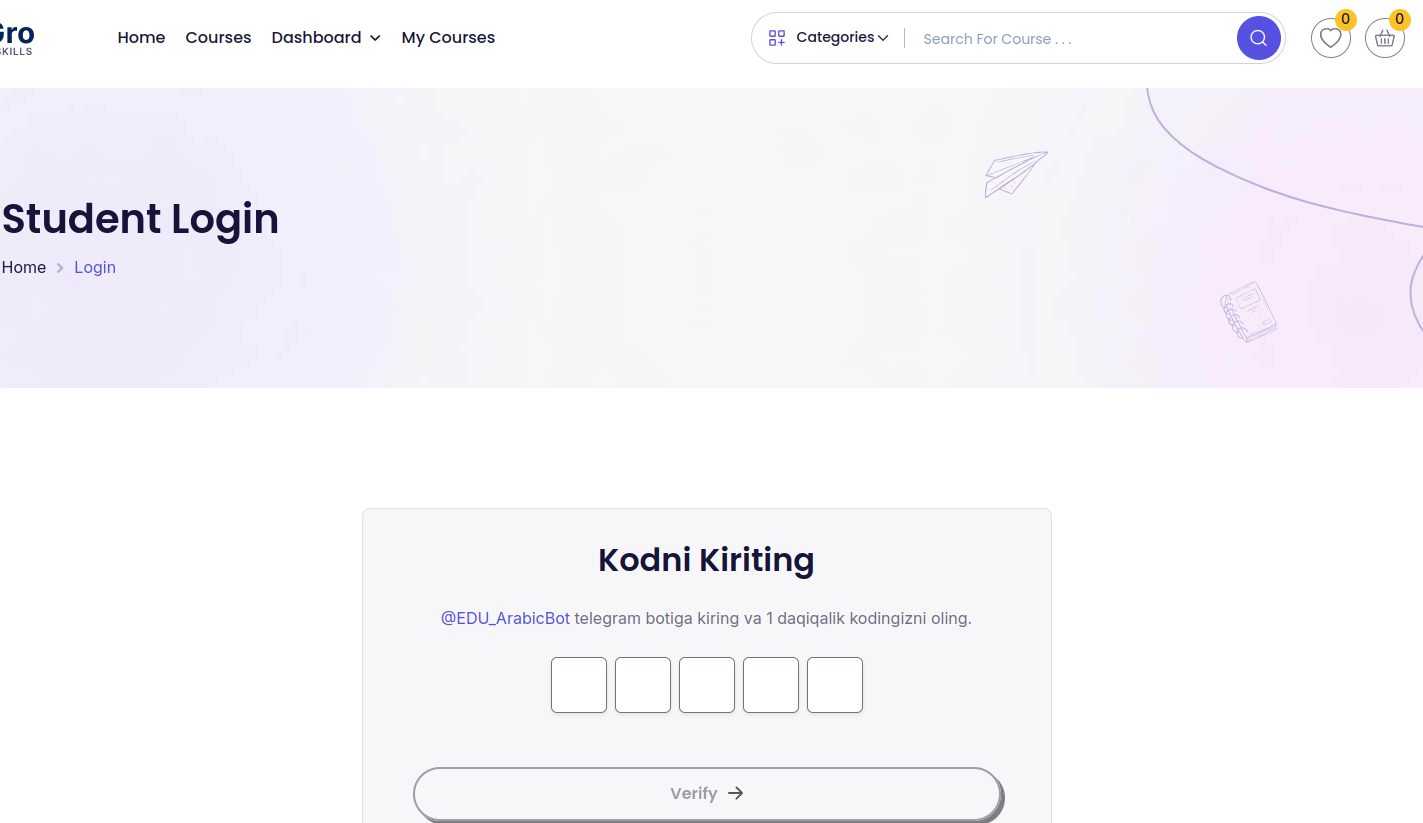 Gro
SKILLS
Home Courses Dashboard My Courses
Categories Search For Course . . .
0 0
Student Login
Home Login
Kodni Kiriting
@EDU_ArabicBot telegram botiga kiring va 1 daqiqalik kodingizni oling.
Verify